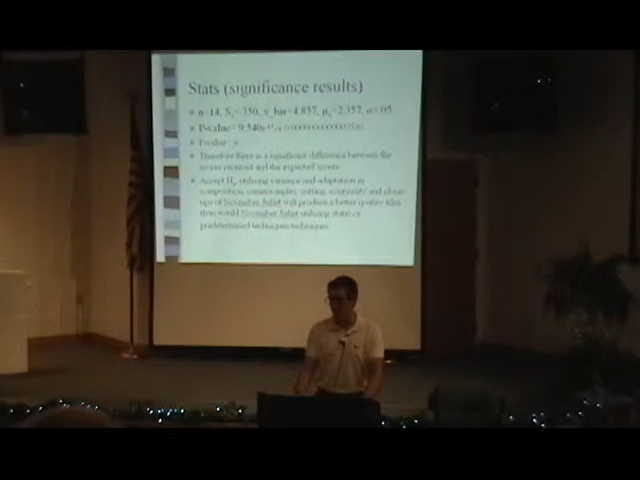 Stats (significance results)
n=14, S =.350, x_bar=4.857, μ =2.357, α=.05
P-value= 9.540e
P-value
Therefore there is a significant difference between the
scores received and the expected scores.
Accept H utilizing variance and adaptation in
composition, camera angles, cutting, continuity and close-
ups of November Juliet will produce a better quality film
than would November Juliet utilizing static or
predetermined techniques techniques.